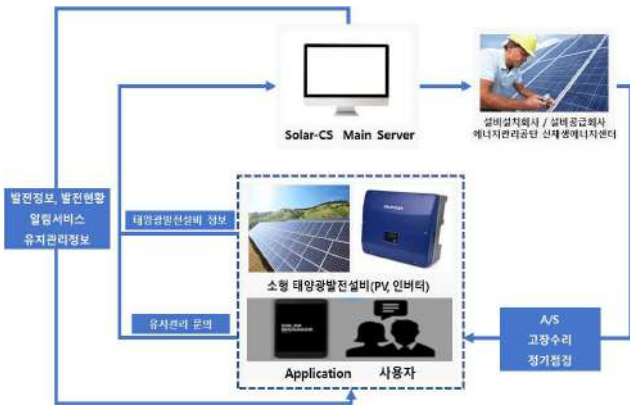 Solar-CS Main Server
설비설치회사 / 설비공급회사
에너지관리공단 신재생에너지센터
발전정보, 발전현황
알림서비스
유지관리정보
태양광발전설비 정보
소형 태양광발전설비(PV, 인버터)
유지관리 문의
Application 사용자
A/S
고장수리
정기점검